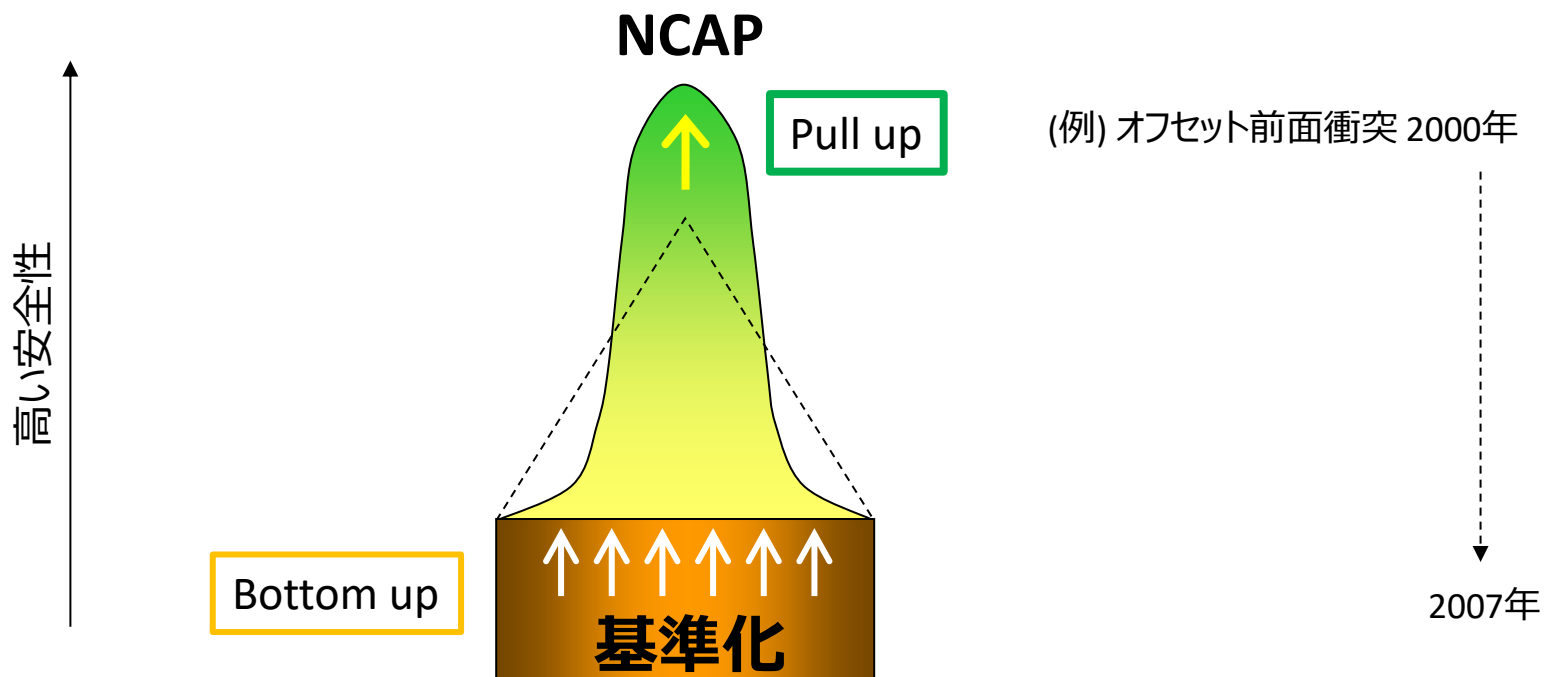 NCAP
Pull up
(例) オフセット前面衝突 2000年
高い安全性
Bottom up
2007年
基準化